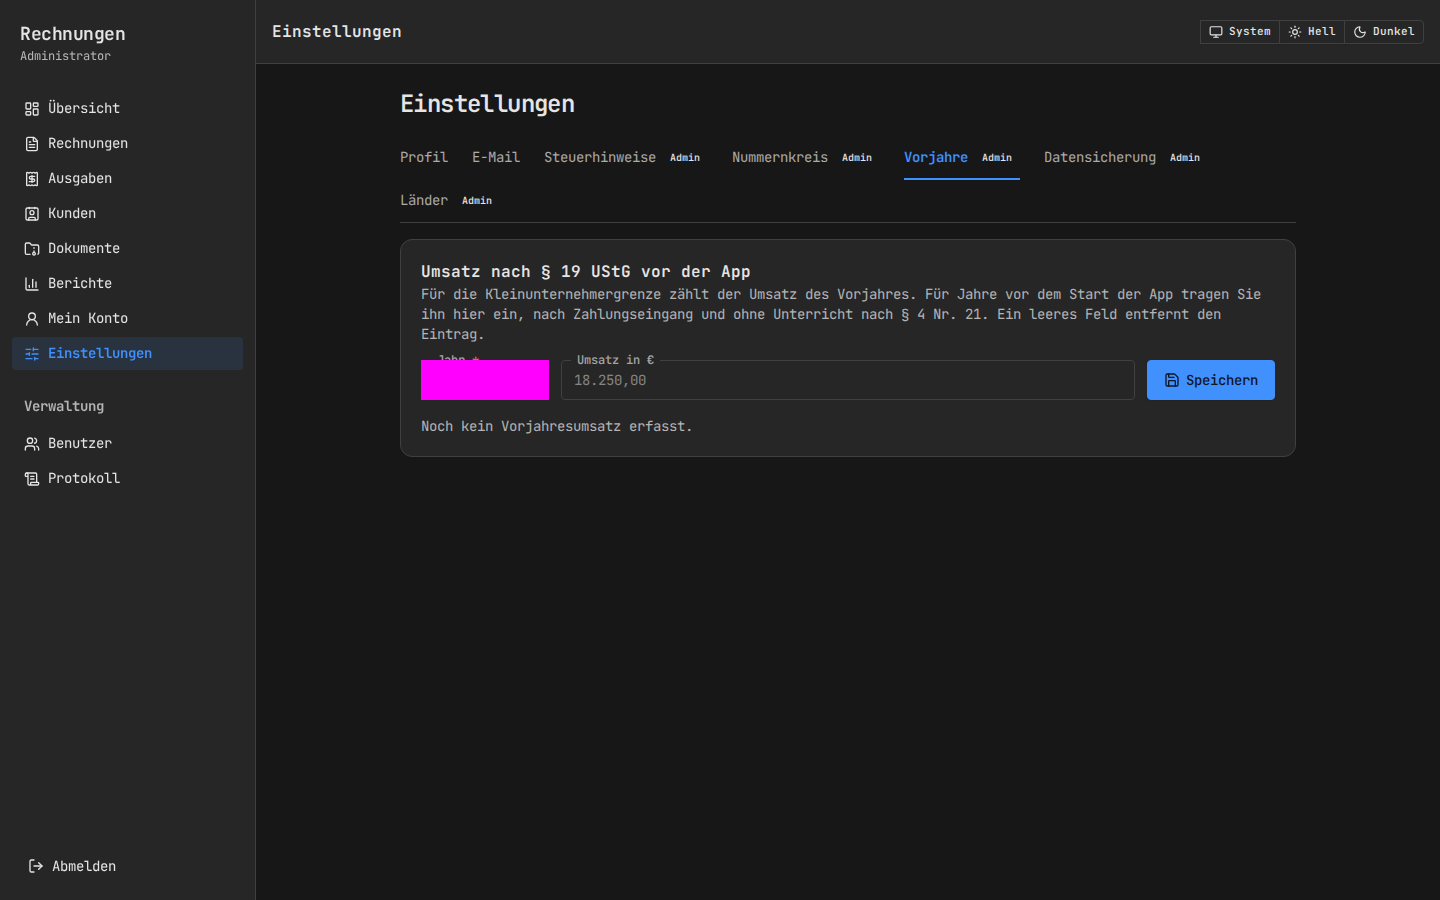 Rechnungen
Administrator
Übersicht
Rechnungen
Ausgaben
Kunden
Dokumente
Berichte
Mein Konto
Einstellungen
Verwaltung
Benutzer
Protokoll
Abmelden
Einstellungen
System
Hell
Dunkel
Einstellungen
Profil
E-Mail
Steuerhinweise Admin
Nummernkreis Admin
Vorjahre Admin
Datensicherung Admin
Länder Admin
Umsatz nach § 19 UStG vor der App
Für die Kleinunternehmergrenze zählt der Umsatz des Vorjahres. Für Jahre vor dem Start der App tragen Sie
ihn hier ein, nach Zahlungseingang und ohne Unterricht nach § 4 Nr. 21. Ein leeres Feld entfernt den
Eintrag.
Umsatz in €
18.250,00
Speichern
Noch kein Vorjahresumsatz erfasst.